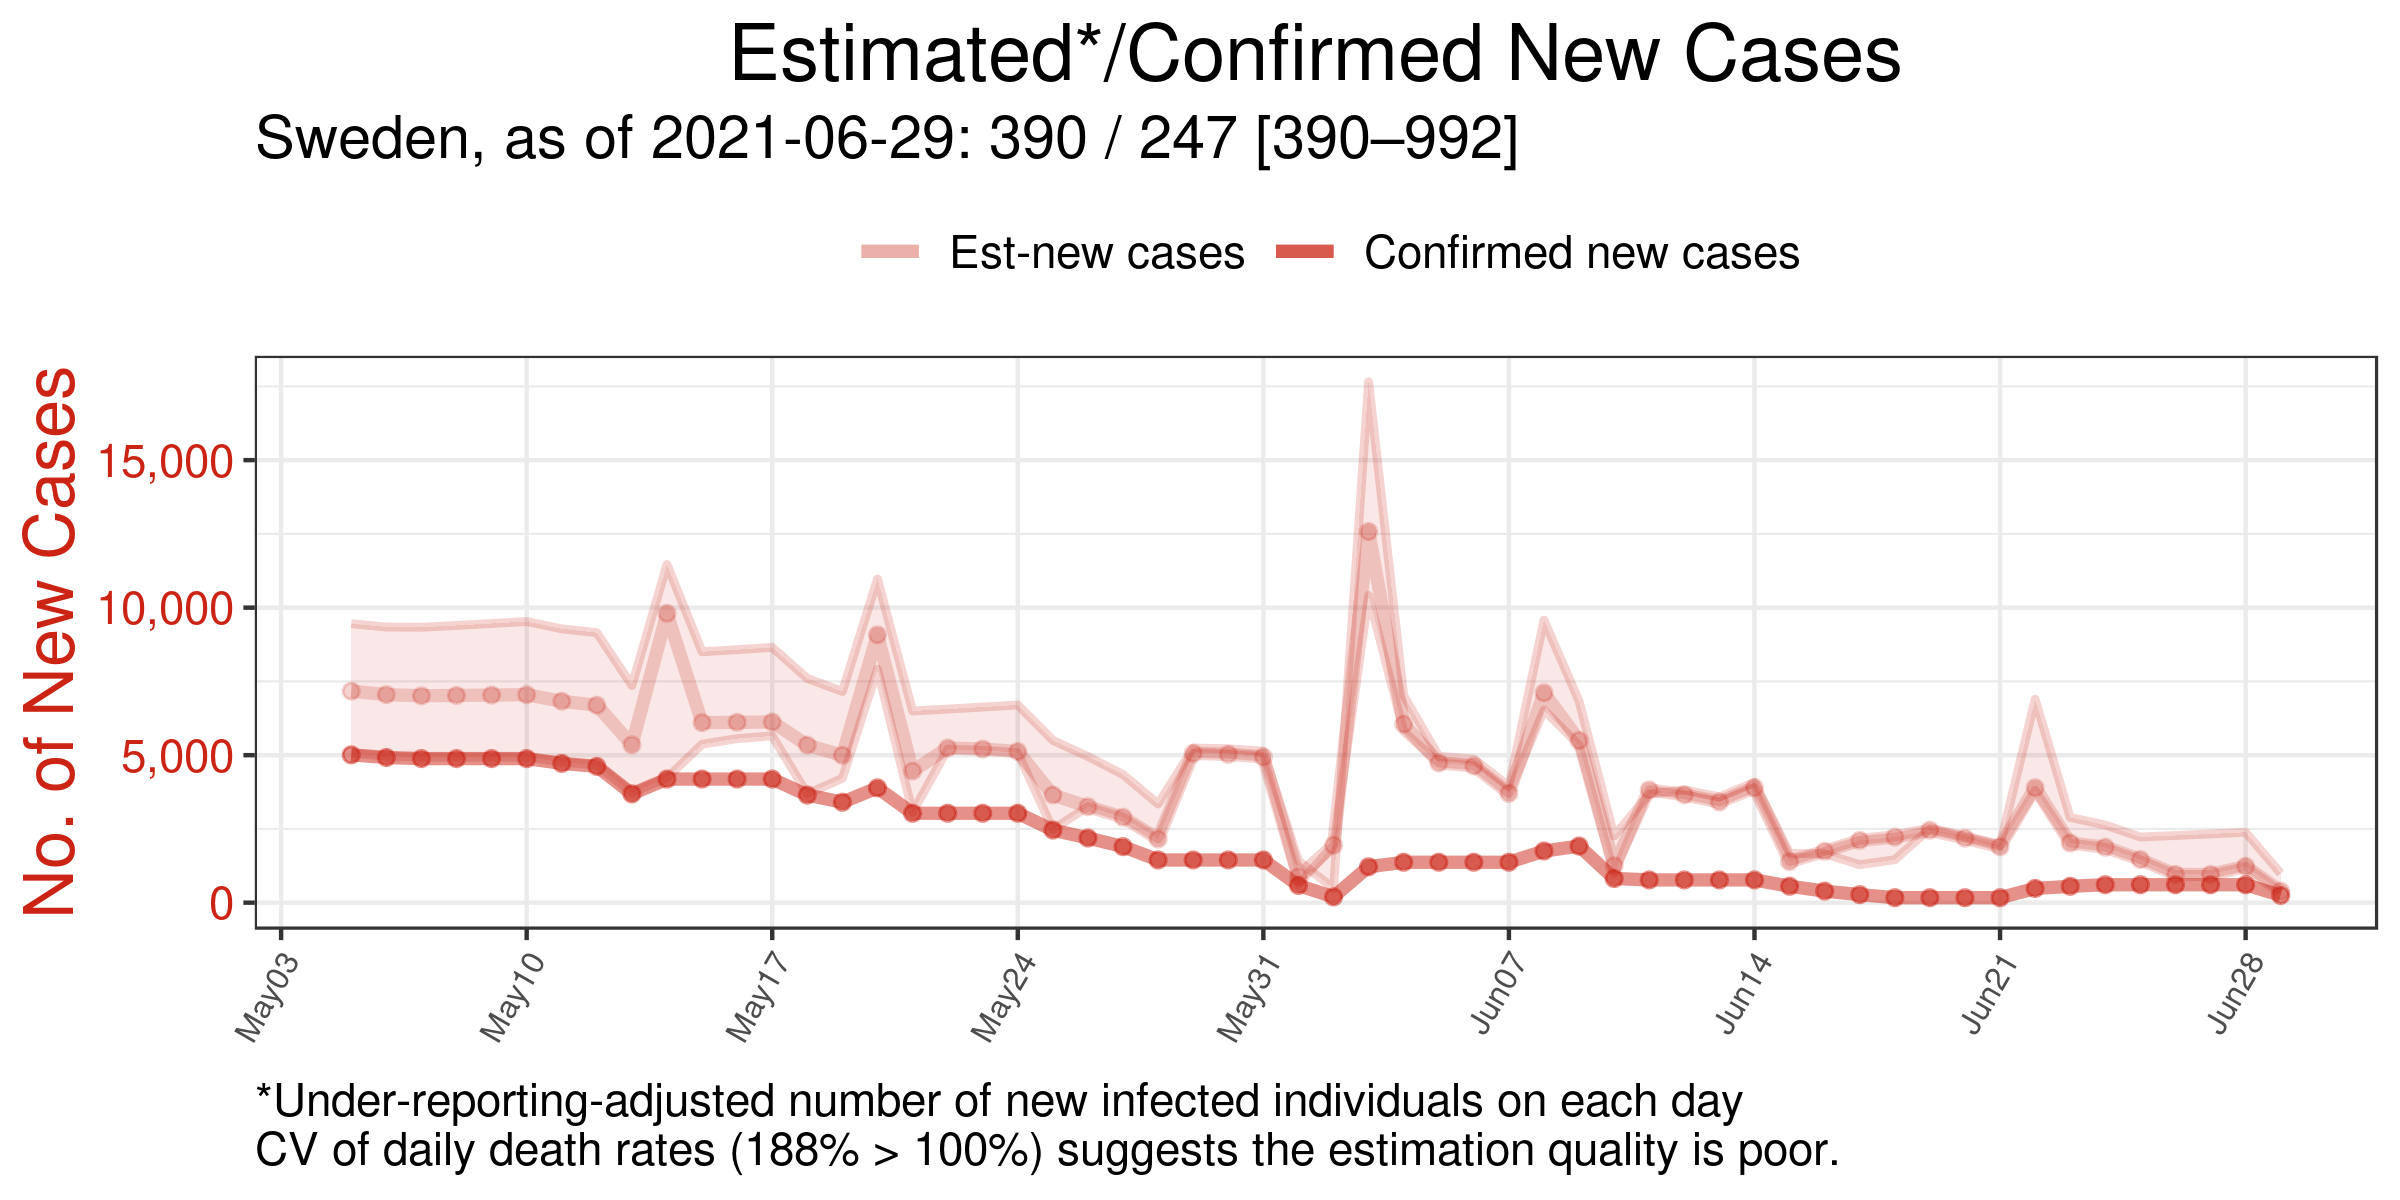 Estimated*/Confirmed New Cases
Sweden, as of 2021-06-29: 390 / 247 [390–992]
Est-new cases
Confirmed new cases
No. of New Cases
15,000
10,000
5,000
0
May03
May10
May17
May24
May31
Jun07
Jun14
Jun21
Jun28
*Under-reporting-adjusted number of new infected individuals on each day
CV of daily death rates (188% > 100%) suggests the estimation quality is poor.